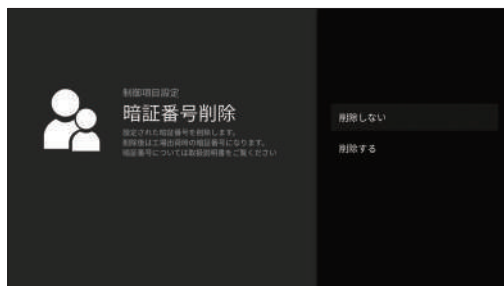 制御項目設定
暗証番号削除
設定された暗証番号を削除します。
削除後は工場出荷時の暗証番号になります。
暗証番号については取扱説明書をご覧ください
削除しない
削除する